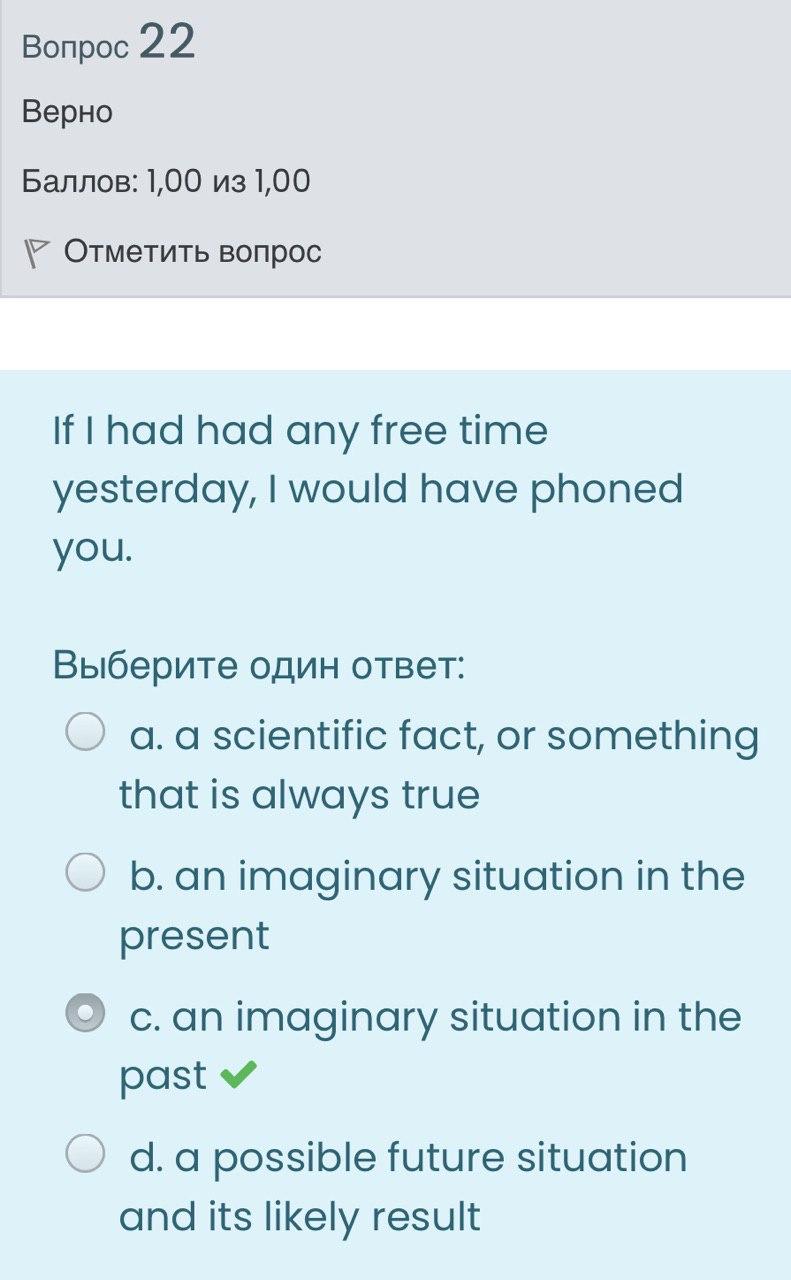 Вопрос 22
Верно
Баллов: 1,00 из 1,00
Отметить вопрос
If I had had any free time
yesterday, I would have phoned
you.
Выберите один ответ:
a. a scientific fact, or something
that is always true
b. an imaginary situation in the
present
c. an imaginary situation in the
past
d. a possible future situation
and its likely result